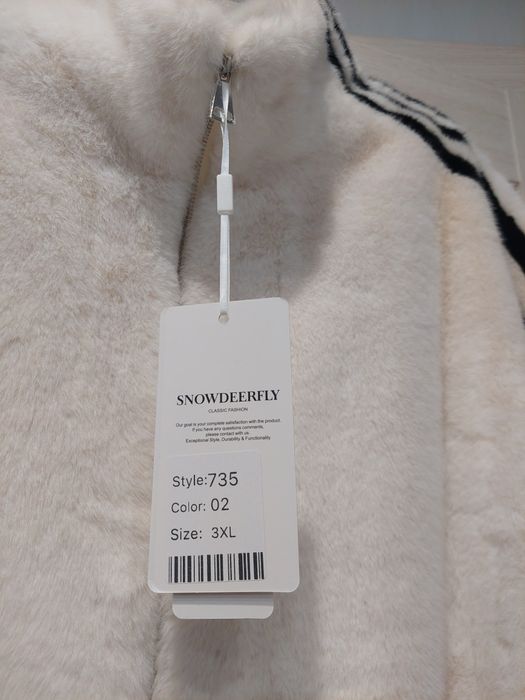 SNOWDEERFLY
CLASSIC FASHION
Our goal is your complete satisfaction with the product.
If you have any questions comments,
please contact with us
Exceptional Style, Durability & Functionality
Style:735
Color: 02
Size: 3XL